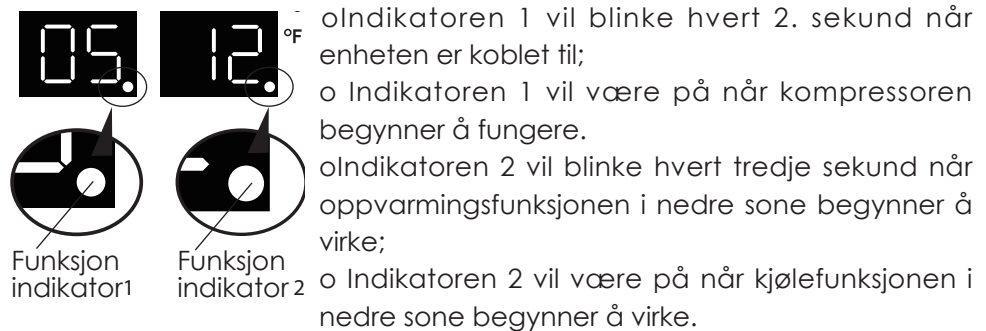 05
12
°F
Funksjon
indikator1
Funksjon
indikator 2
oIndikatoren 1 vil blinke hvert 2. sekund når
enheten er koblet til;
o Indikatoren 1 vil være på når kompressoren
begynner å fungere.
oIndikatoren 2 vil blinke hvert tredje sekund når
oppvarmingsfunksjonen i nedre sone begynner å
virke;
o Indikatoren 2 vil være på når kjølefunksjonen i
nedre sone begynner å virke.